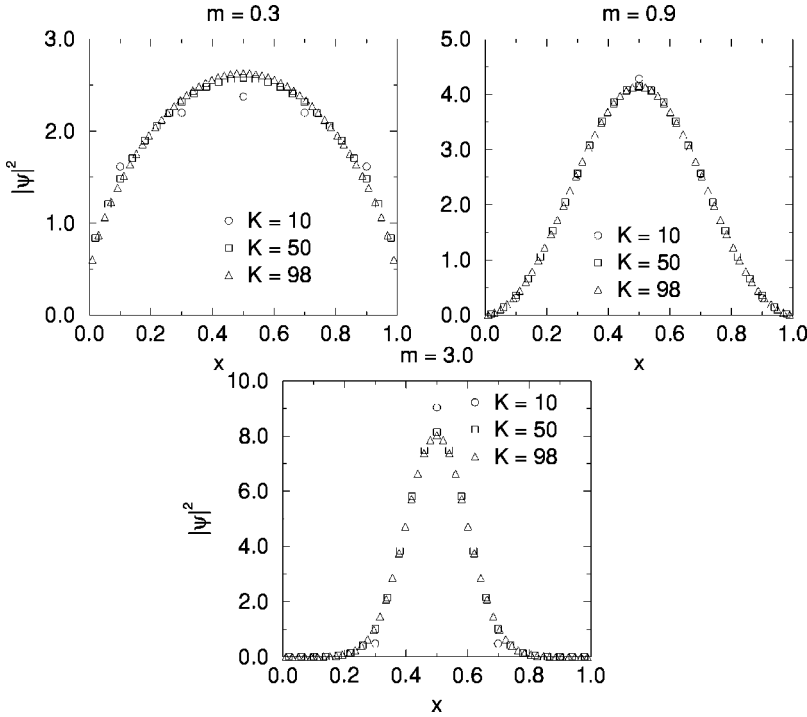 m = 0.3
3.0
2.0
1.0
0.0
|ψ|²
K = 10
K = 50
K = 98
0.0 0.2 0.4 0.6 0.8 1.0
x
m = 0.9
5.0
4.0
3.0
2.0
1.0
0.0
K = 10
K = 50
K = 98
0.0 0.2 0.4 0.6 0.8 1.0
x
m = 3.0
10.0
8.0
6.0
4.0
2.0
0.0
|ψ|²
K = 10
K = 50
K = 98
0.0 0.2 0.4 0.6 0.8 1.0
x